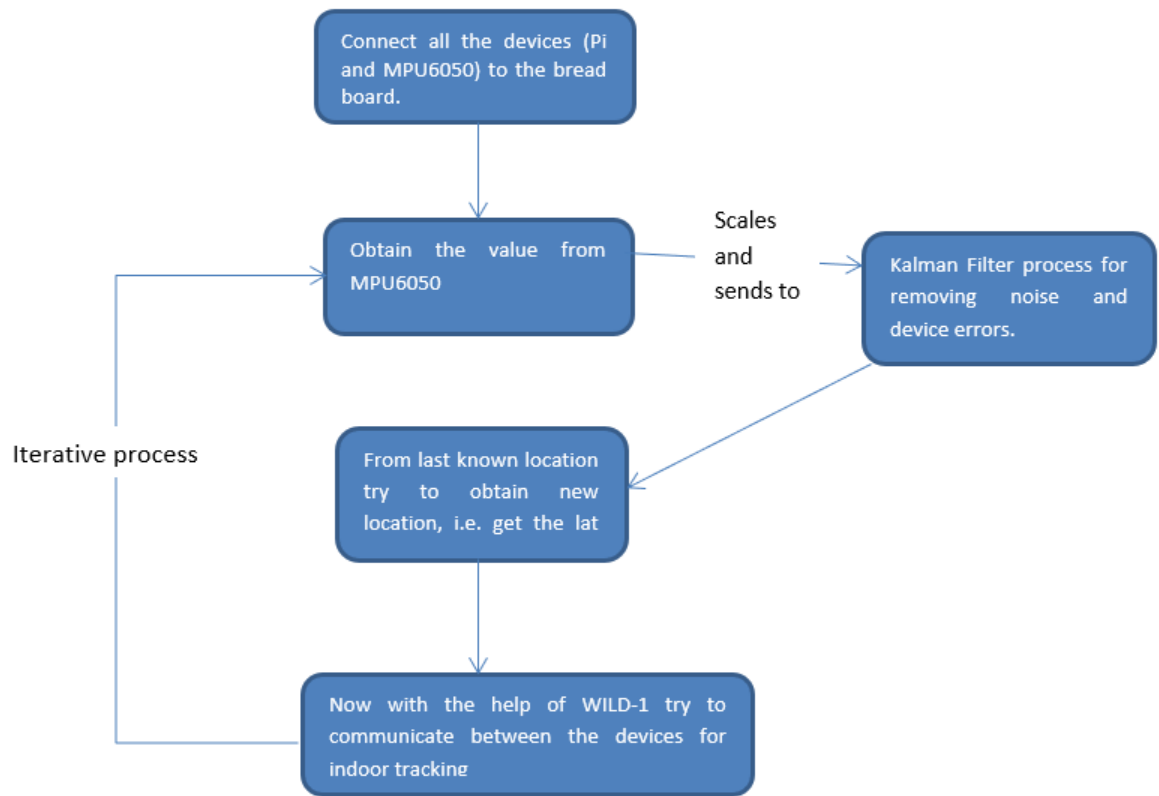 Connect all the devices (Pi
and MPU6050) to the bread
board.
Obtain the value from
MPU6050
Scales
and
sends to
Kalman Filter process for
removing noise and
device errors.
Iterative process
From last known location
try to obtain new
location, i.e. get the lat
Now with the help of WILD-1 try to
communicate between the devices for
indoor tracking